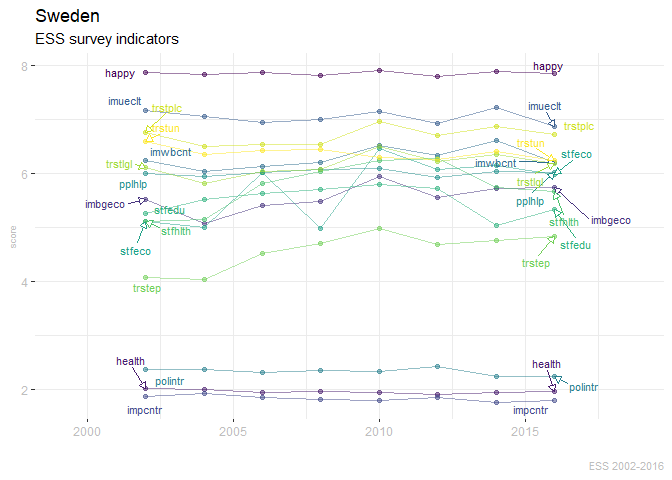 Sweden
ESS survey indicators
8
happy
happy
imueclt
trstplc
imueclt
trstun
trstplc
imwbcnt
trstun
imwbcnt
stfeco
6
trstlgl
trstlgl
pplhlp
pplhlp
imbgeco
stfedu
stfhlth
imbgeco
stfhlth
stfeco
stfedu
score
trstep
trstep
4
health
health
polintr
polintr
2
impcntr
impcntr
2000
2005
2010
2015
ESS 2002-2016